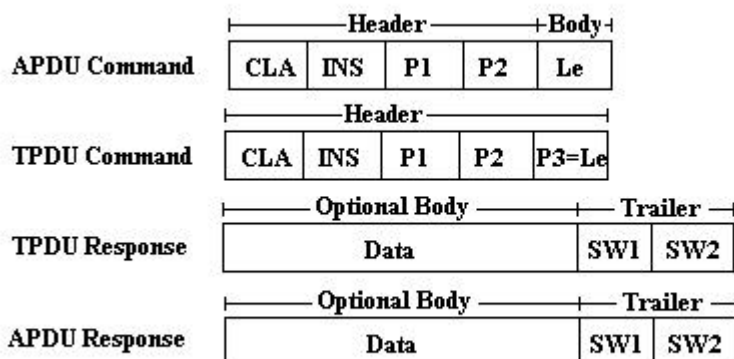 Header Body
APDU Command CLA INS P1 P2 Le
Header
TPDU Command CLA INS P1 P2 P3=Le
Optional Body Trailer
TPDU Response Data SW1 SW2
Optional Body Trailer
APDU Response Data SW1 SW2